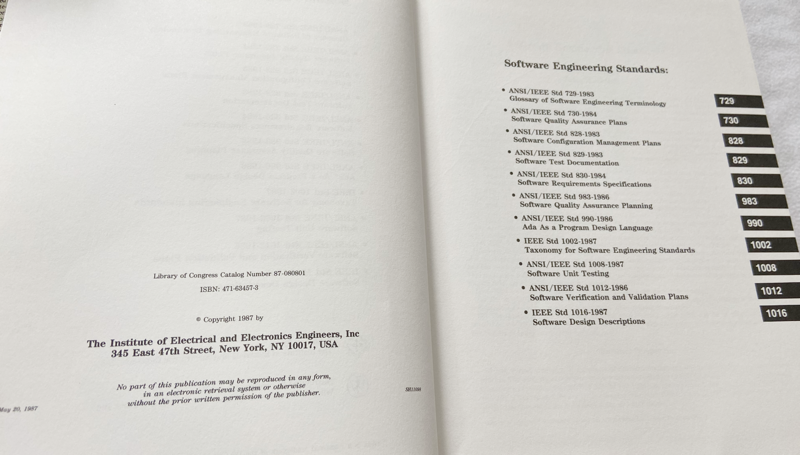 Library of Congress Catalog Number 87-080801
ISBN: 471-63457-3
© Copyright 1987 by
The Institute of Electrical and Electronics Engineers, Inc
345 East 47th Street, New York, NY 10017, USA
No part of this publication may be reproduced in any form,
in an electronic retrieval system or otherwise
without the prior written permission of the publisher.
May 20, 1987
Software Engineering Standards:
• ANSI/IEEE Std 729-1983
Glossary of Software Engineering Terminology
729
• ANSI/IEEE Std 730-1984
Software Quality Assurance Plans
730
• ANSI/IEEE Std 828-1983
Software Configuration Management Plans
828
• ANSI/IEEE Std 829-1983
Software Test Documentation
829
• ANSI/IEEE Std 830-1984
Software Requirements Specifications
830
• ANSI/IEEE Std 983-1986
Software Quality Assurance Planning
983
• ANSI/IEEE Std 990-1986
Ada As a Program Design Language
990
• IEEE Std 1002-1987
Taxonomy for Software Engineering Standards
1002
• ANSI/IEEE Std 1008-1987
Software Unit Testing
1008
• ANSI/IEEE Std 1012-1986
Software Verification and Validation Plans
1012
• IEEE Std 1016-1987
Software Design Descriptions
1016